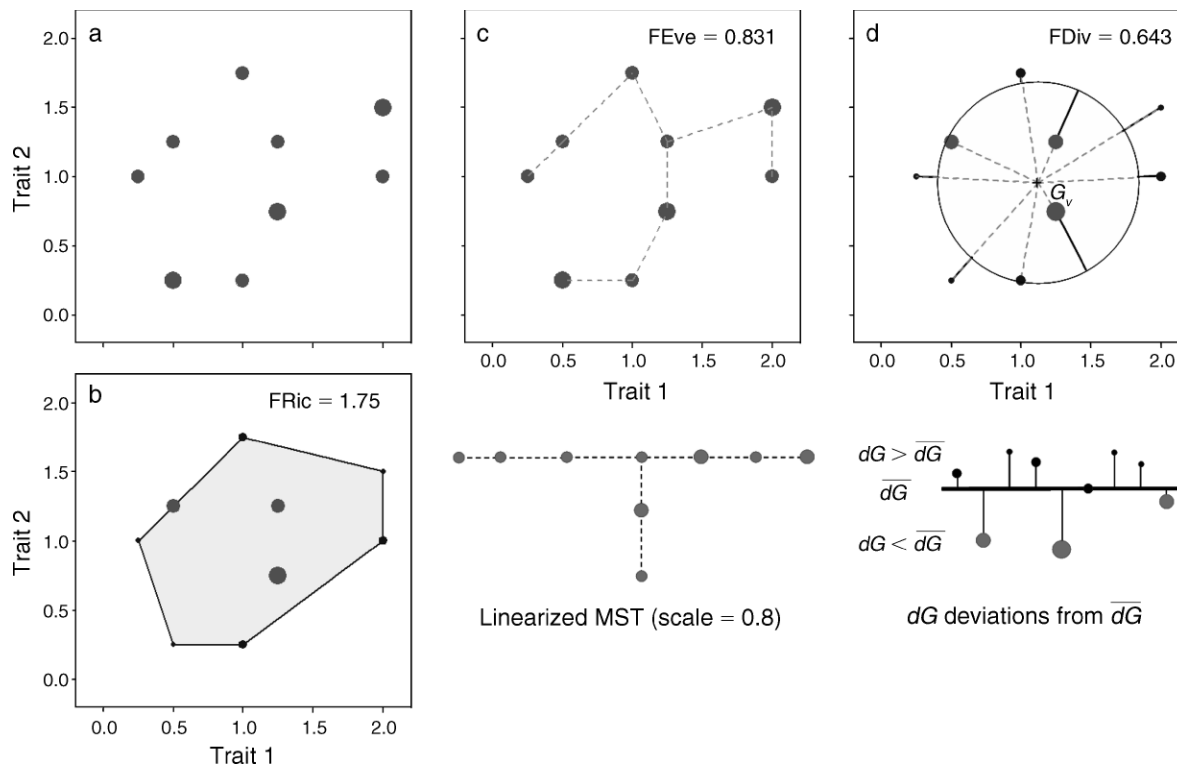 a
2.0
1.5
1.0
0.5
0.0
Trait 2
c
FEve = 0.831
0.0 0.5 1.0 1.5 2.0
Trait 1
d
FDiv = 0.643
Gv
0.0 0.5 1.0 1.5 2.0
Trait 1
b
FRic = 1.75
2.0
1.5
1.0
0.5
0.0
Trait 2
0.0 0.5 1.0 1.5 2.0
Trait 1
Linearized MST (scale = 0.8)
dG > dG
dG
dG < dG
dG deviations from dG